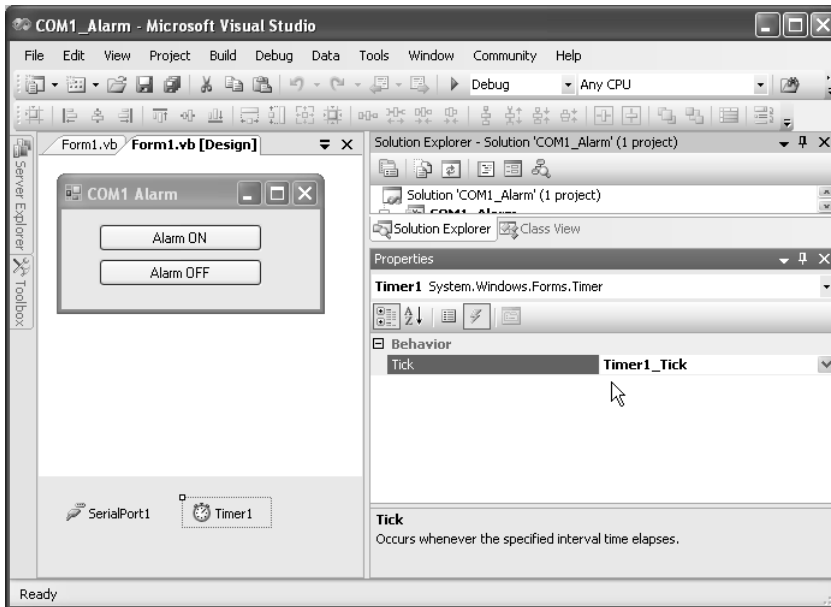 COM1_Alarm - Microsoft Visual Studio
File Edit View Project Build Debug Data Tools Window Community Help
Debug Any CPU
Server Explorer
Toolbox
Form1.vb Form1.vb [Design]
COM1 Alarm
Alarm ON
Alarm OFF
SerialPort1
Timer1
Solution Explorer - Solution 'COM1_Alarm' (1 project)
Solution 'COM1_Alarm' (1 project)
COM1_Alarm
Solution Explorer Class View
Properties
Timer1 System.Windows.Forms.Timer
Behavior
Tick Timer1_Tick
Tick
Occurs whenever the specified interval time elapses.
Ready